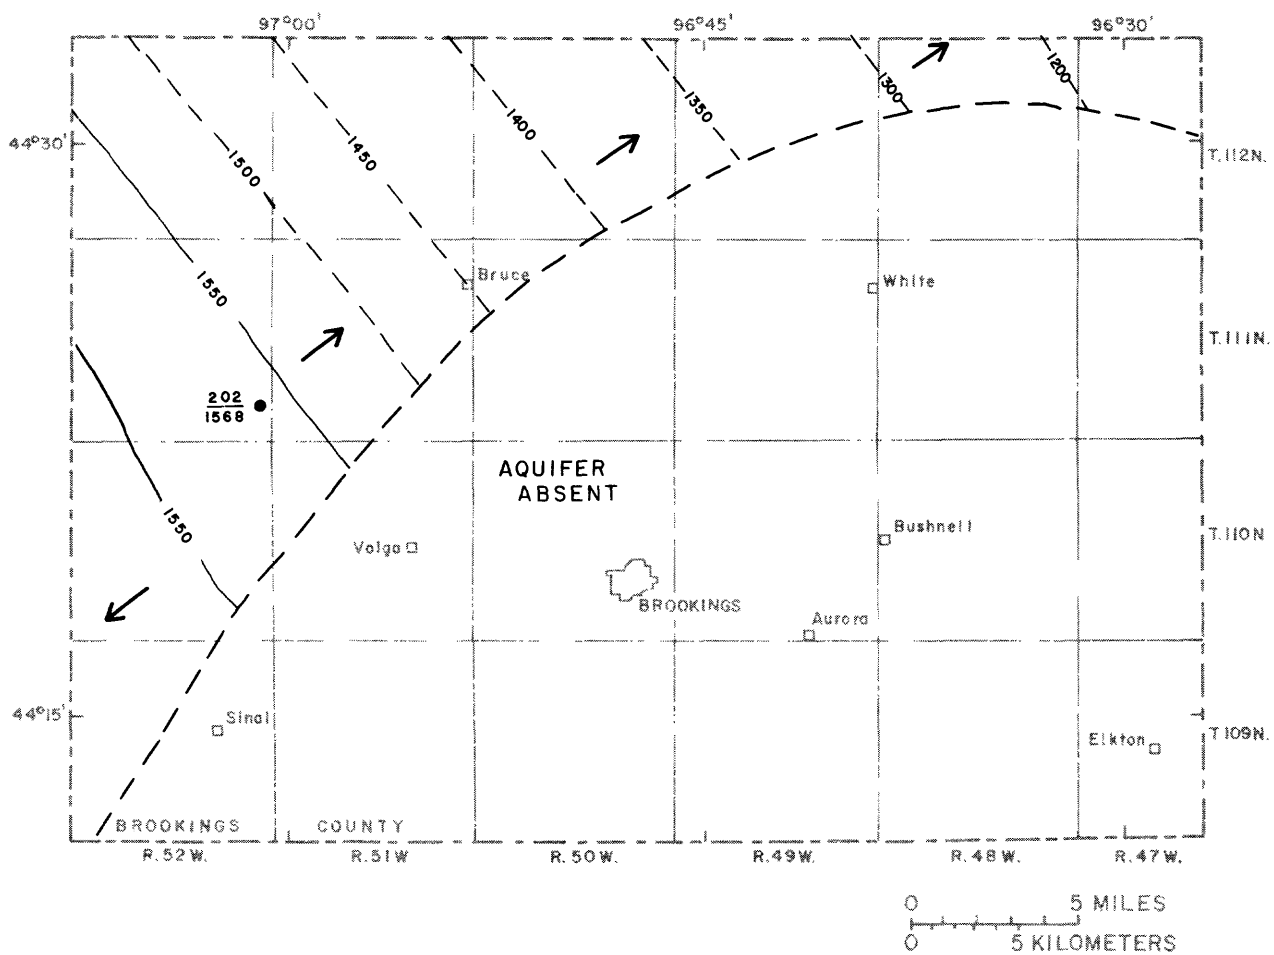 97°00'
96°45'
96°30'
1200
1300
1350
1400
1450
1500
44°30'
T.112N.
1550
Bruce
White
T.111N.
202
1568
AQUIFER
ABSENT
1550
Bushnell
T.110N
Volga
BROOKINGS
Aurora
44°15'
Sinai
T109N.
Elkton
BROOKINGS COUNTY
R.52W. R.51W R.50W. R.49W. R.48W. R.47W.
0 5 MILES
0 5 KILOMETERS